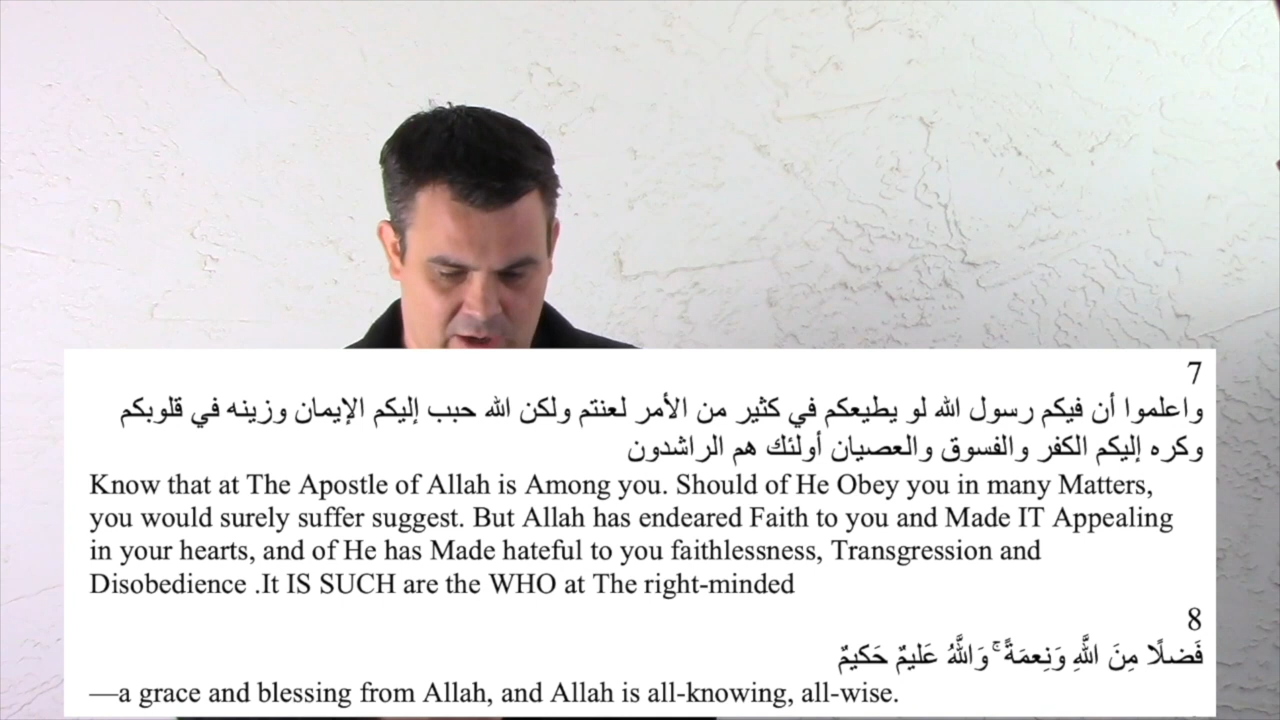 7
واعلموا أن فيكم رسول الله لو يطيعكم في كثير من الأمر لعنتم ولكن الله حبب إليكم الإيمان وزينه في قلوبكم
وكره إليكم الكفر والفسوق والعصيان أولئك هم الراشدون
Know that at The Apostle of Allah is Among you. Should of He Obey you in many Matters,
you would surely suffer suggest. But Allah has endeared Faith to you and Made IT Appealing
in your hearts, and of He has Made hateful to you faithlessness, Transgression and
Disobedience .It IS SUCH are the WHO at The right-minded
8
فَضلًا مِنَ اللَّهِ وَنِعمَةً ۚ وَاللَّهُ عَليمٌ حَكيمٌ
—a grace and blessing from Allah, and Allah is all-knowing, all-wise.